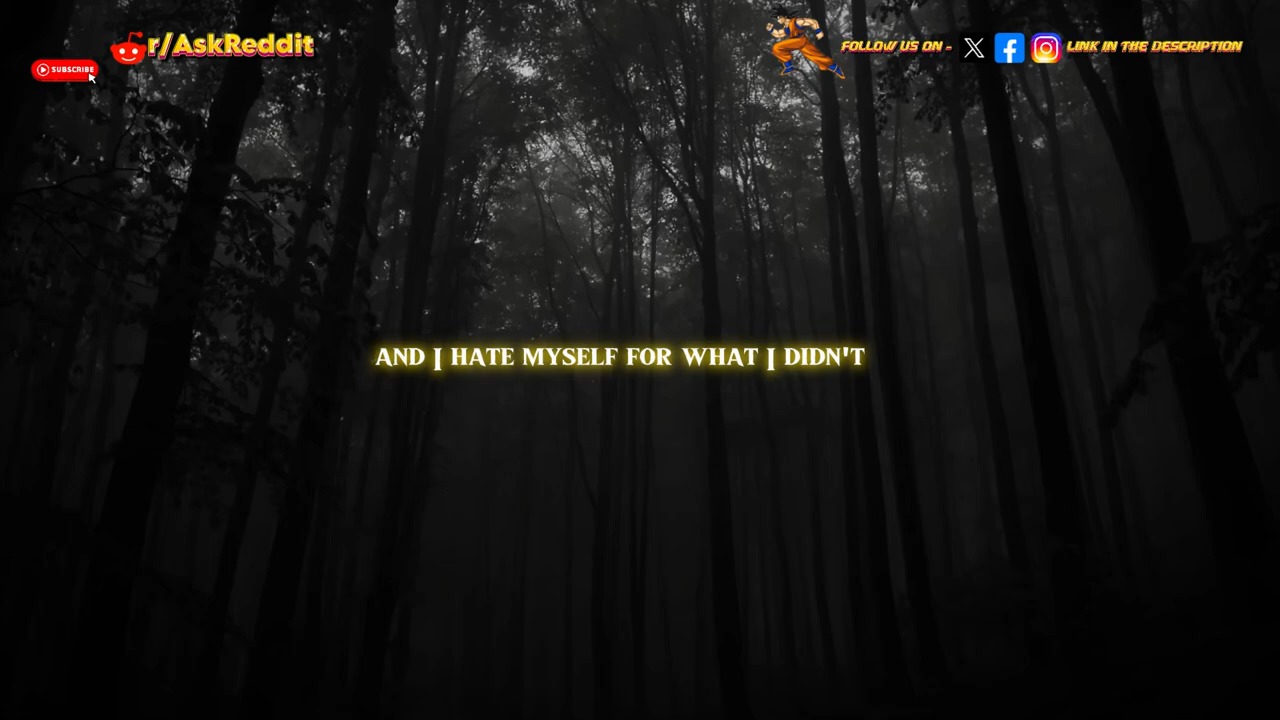 r/AskReddit
SUBSCRIBE
FOLLOW US ON -
LINK IN THE DESCRIPTION
AND I HATE MYSELF FOR WHAT I DIDN'T